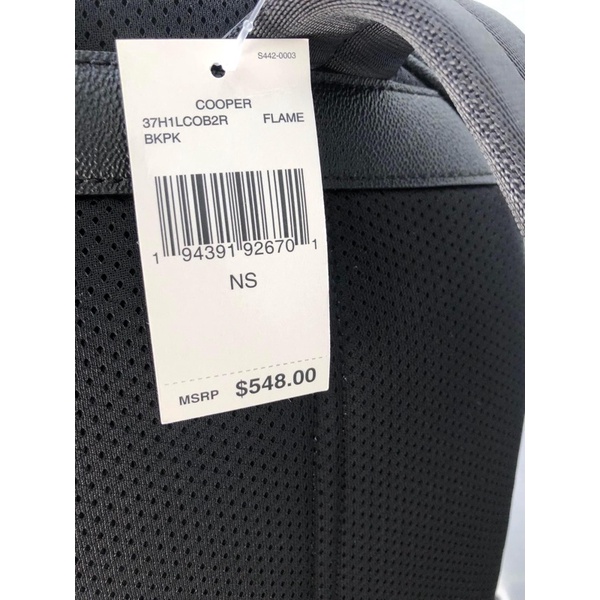 S442-0003
COOPER
37H1LCOB2R FLAME
BKPK
1 94391 92670 1
NS
MSRP $548.00